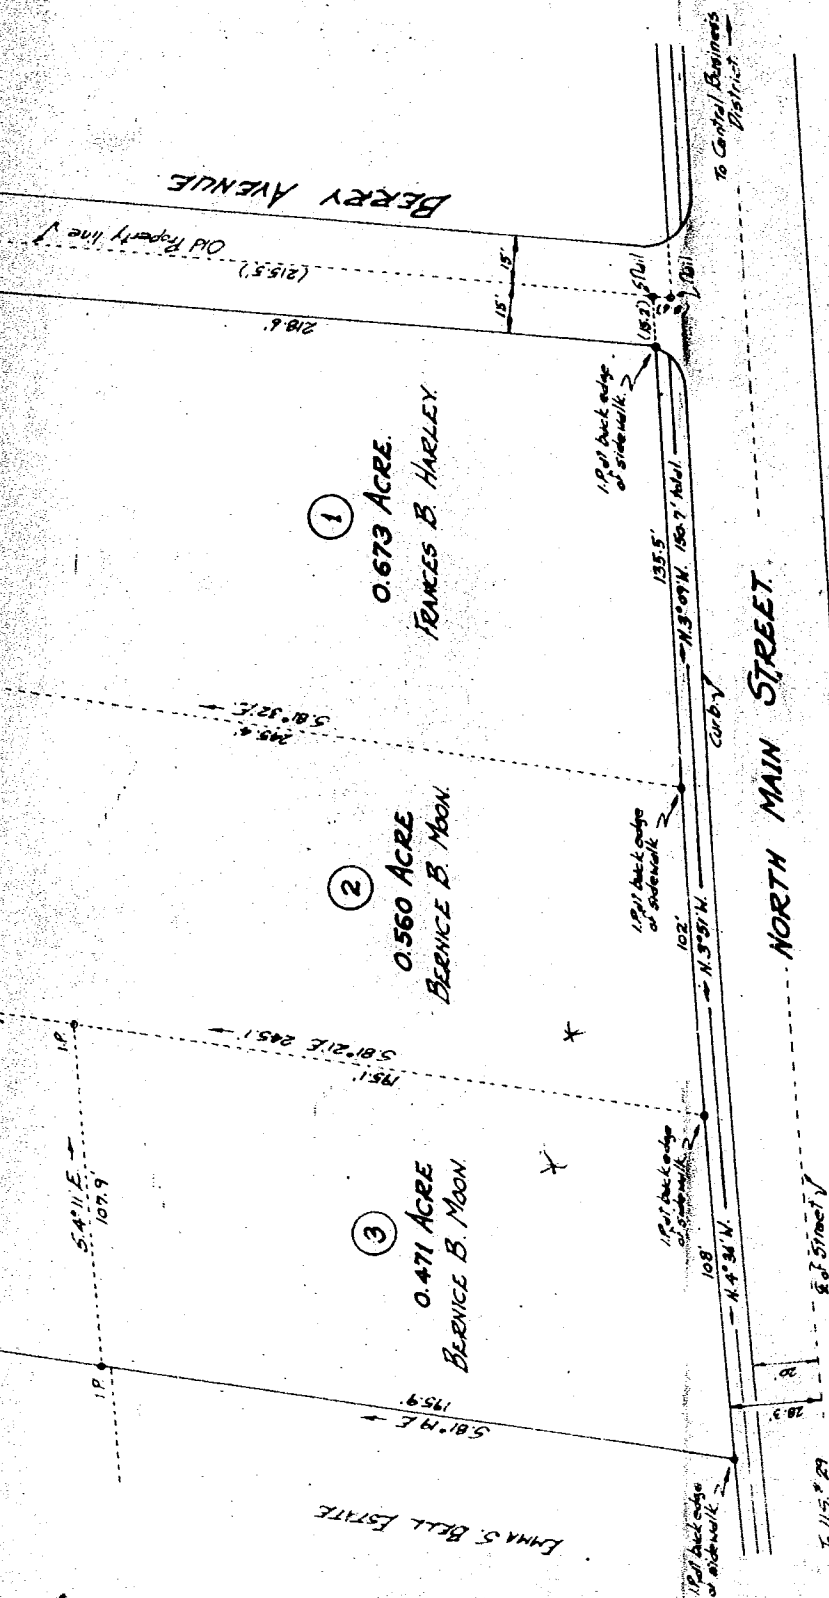 To Central Business
District
BERRY AVENUE
Old Property line
(215.5')
218.6'
15'
15'
(15.2')
Nail
Nail
I.P. at back edge
of sidewalk.
1
0.673 ACRE.
FRANCES B. HARLEY.
135.5'
N.3°09'W. 150.7' total.
S.81°32'E.
245.4'
Curb
NORTH MAIN STREET.
2
0.560 ACRE
BERNICE B. MOON.
I.P. at back edge
of sidewalk
102'
N.3°51'W.
S.81°21'E. 245.1'
195.1'
I.P.
S.4°11'E.
107.9'
3
0.471 ACRE
BERNICE B. MOON.
I.P. at back edge
of sidewalk
108'
N.4°34'W.
I.P.
S.81°19'E.
195.9'
EMMA S. BELL ESTATE
I.P. at back edge
of sidewalk.
20'
28.3'
℄ of Street
To U.S. #29